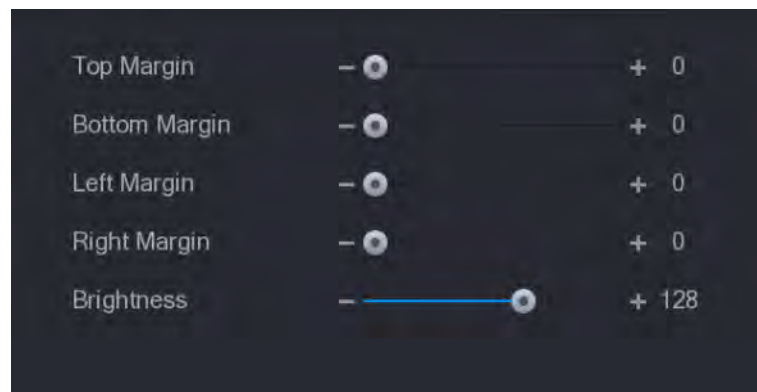 Top Margin − + 0
Bottom Margin − + 0
Left Margin − + 0
Right Margin − + 0
Brightness − + 128